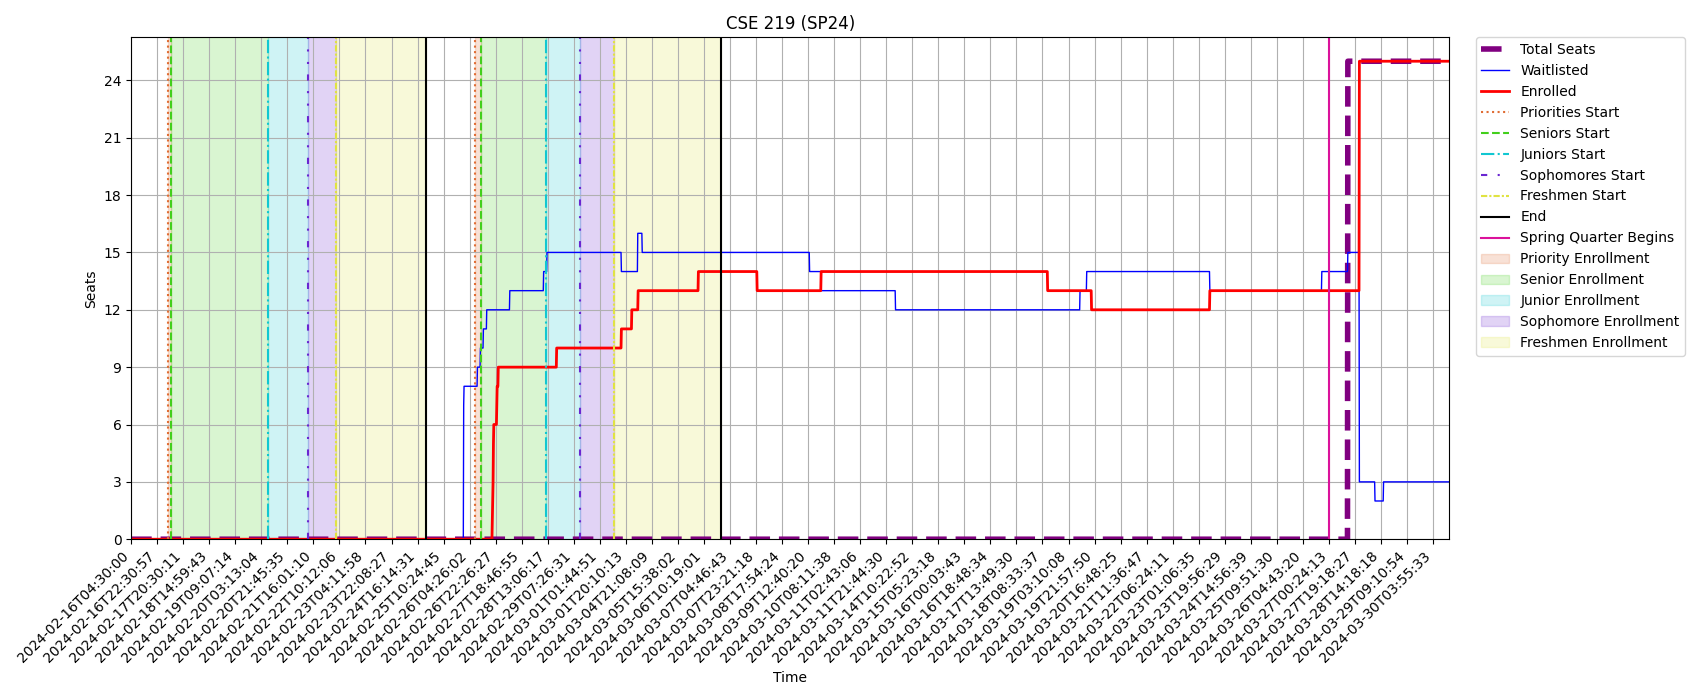 CSE 219 (SP24)
Seats
24
21
18
15
12
9
6
3
0
Total Seats
Waitlisted
Enrolled
Priorities Start
Seniors Start
Juniors Start
Sophomores Start
Freshmen Start
End
Spring Quarter Begins
Priority Enrollment
Senior Enrollment
Junior Enrollment
Sophomore Enrollment
Freshmen Enrollment
2024-02-16T04:30:00
2024-02-16T22:30:57
2024-02-17T20:30:11
2024-02-18T14:59:43
2024-02-19T09:07:14
2024-02-20T03:13:04
2024-02-20T21:45:35
2024-02-21T16:01:10
2024-02-22T10:12:06
2024-02-23T04:11:58
2024-02-23T22:08:27
2024-02-24T16:14:31
2024-02-25T10:24:45
2024-02-26T04:26:02
2024-02-26T22:26:27
2024-02-27T18:46:55
2024-02-28T13:06:17
2024-02-29T07:26:31
2024-03-01T01:44:51
2024-03-01T20:10:13
2024-03-04T21:08:09
2024-03-05T15:38:02
2024-03-06T10:19:01
2024-03-07T04:46:43
2024-03-07T23:21:18
2024-03-08T17:54:24
2024-03-09T12:40:20
2024-03-10T08:11:38
2024-03-11T02:43:06
2024-03-11T21:44:30
2024-03-14T10:22:52
2024-03-15T05:23:18
2024-03-16T00:03:43
2024-03-16T18:48:34
2024-03-17T13:49:30
2024-03-18T08:33:37
2024-03-19T03:10:08
2024-03-19T21:57:50
2024-03-20T16:48:25
2024-03-21T11:36:47
2024-03-22T06:24:11
2024-03-23T01:06:35
2024-03-23T19:56:29
2024-03-24T14:56:39
2024-03-25T09:51:30
2024-03-26T04:43:20
2024-03-27T00:24:13
2024-03-27T19:18:27
2024-03-28T14:18:18
2024-03-29T09:10:54
2024-03-30T03:55:33
Time